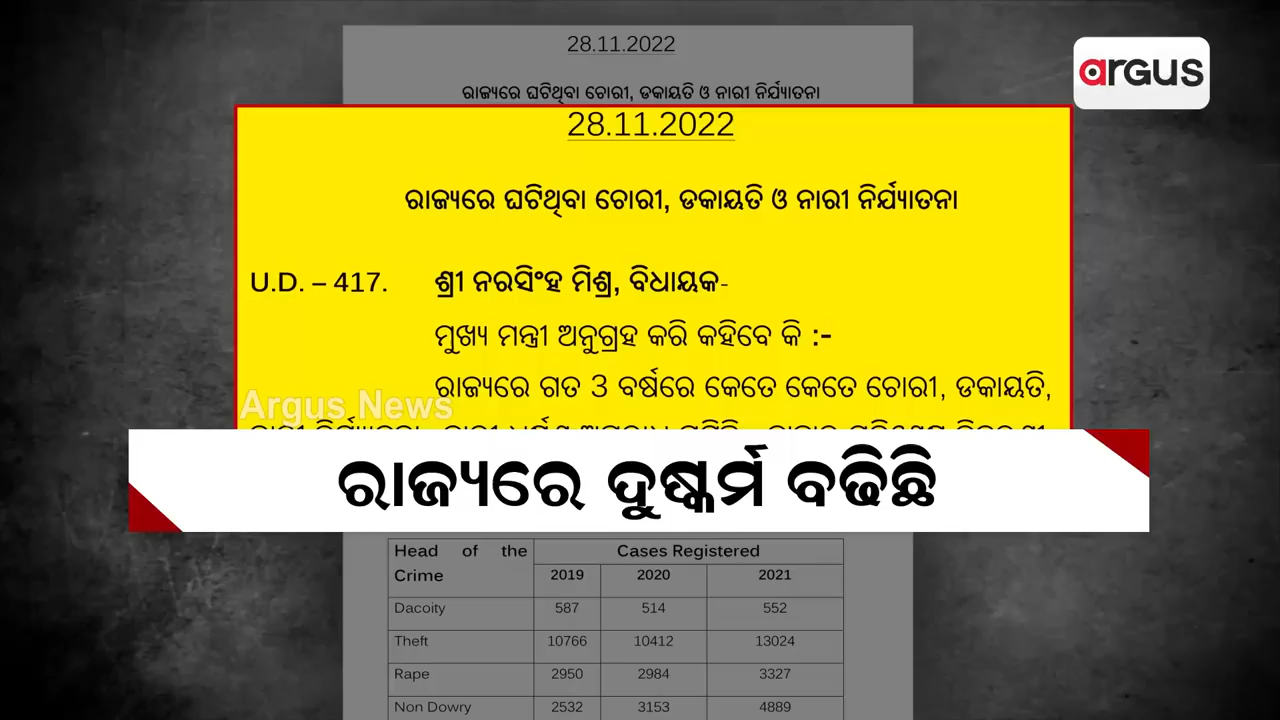 28.11.2022
argus
ରାଜ୍ୟରେ ଘଟିଥିବା ଚୋରୀ, ଡକାୟତି ଓ ନାରୀ ନିର୍ଯ୍ୟାତନା
28.11.2022
ରାଜ୍ୟରେ ଘଟିଥିବା ଚୋରୀ, ଡକାୟତି ଓ ନାରୀ ନିର୍ଯ୍ୟାତନା
U.D. – 417. ଶ୍ରୀ ନରସିଂହ ମିଶ୍ର, ବିଧାୟକ-
ମୁଖ୍ୟ ମନ୍ତ୍ରୀ ଅନୁଗ୍ରହ କରି କହିବେ କି :-
ରାଜ୍ୟରେ ଗତ 3 ବର୍ଷରେ କେତେ କେତେ ଚୋରୀ, ଡକାୟତି,
Argus News
ରାଜ୍ୟରେ ଦୁଷ୍କର୍ମ ବଢିଛି
Head of the Crime Cases Registered
2019 2020 2021
Dacoity 587 514 552
Theft 10766 10412 13024
Rape 2950 2984 3327
Non Dowry 2532 3153 4889